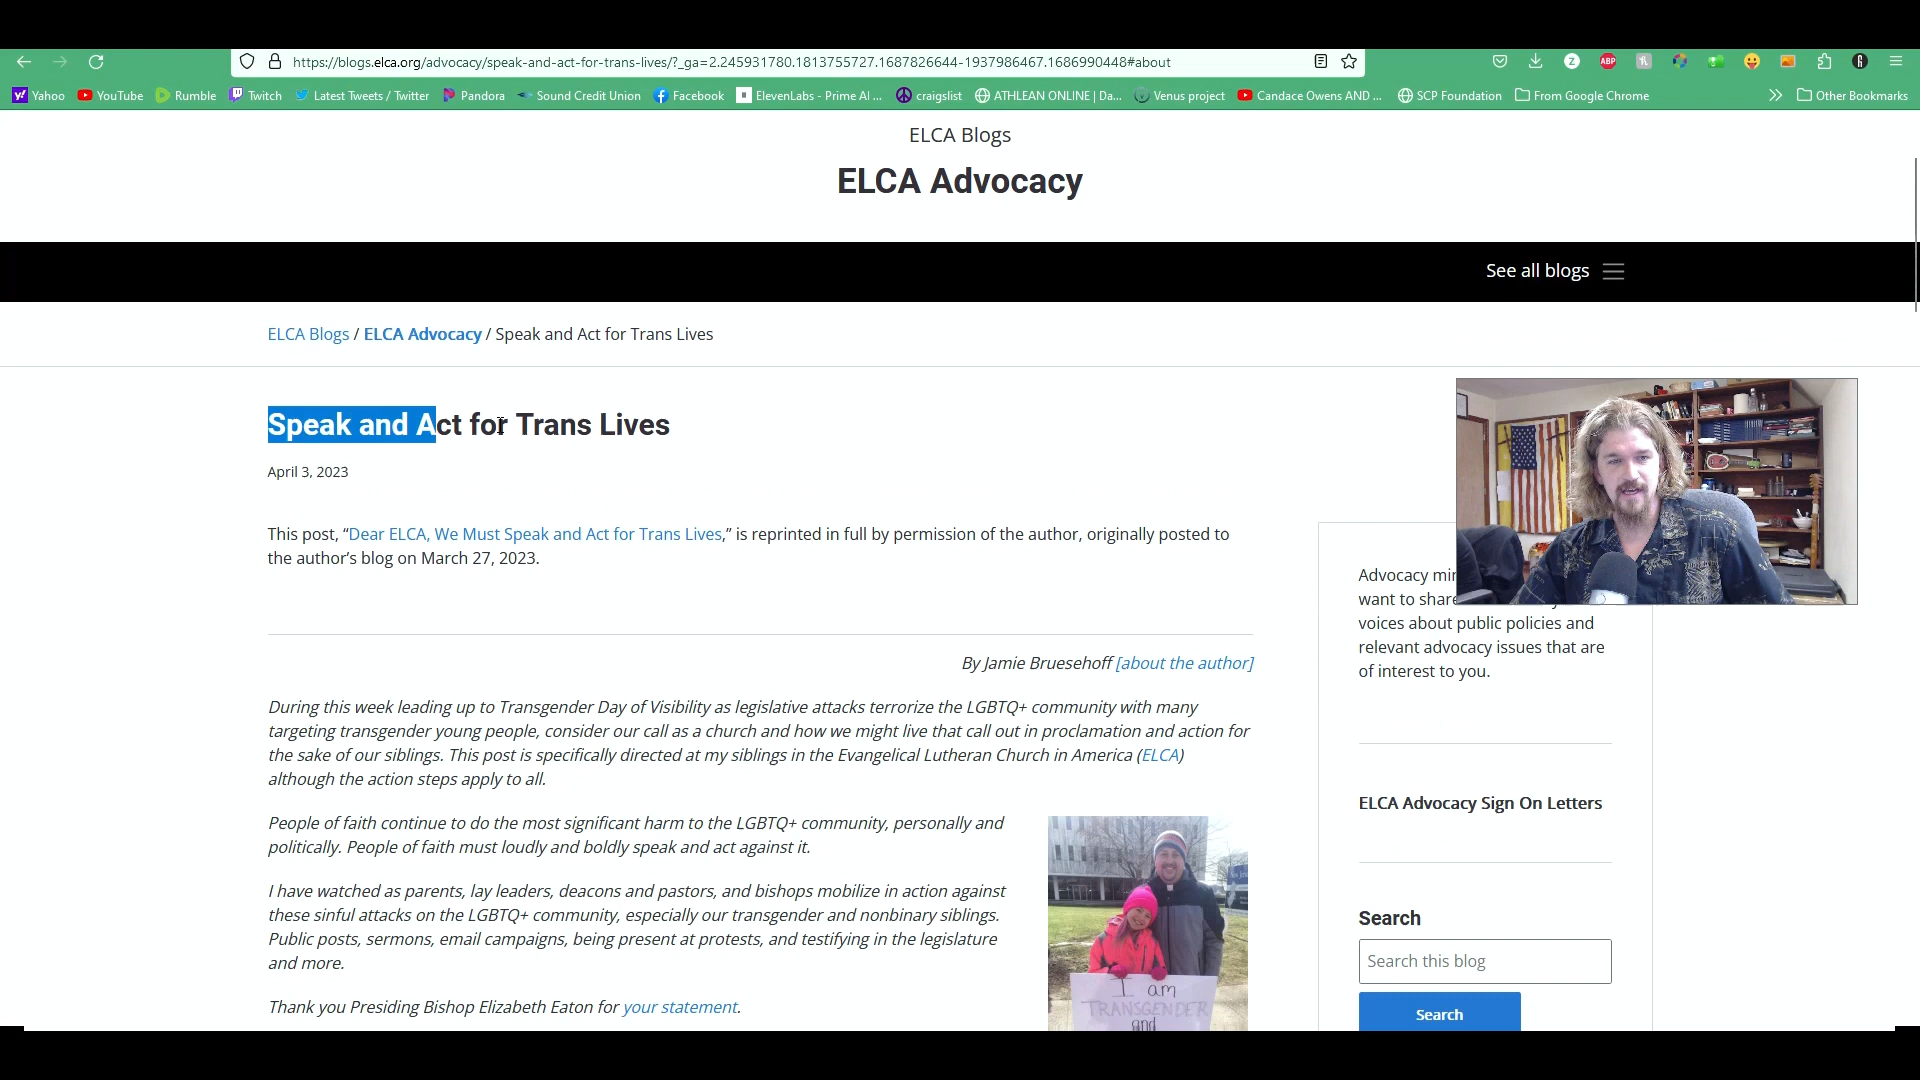 https://blogs.elca.org/advocacy/speak-and-act-for-trans-lives/?_ga=2.245931780.1813755727.1687826644-1937986467.1686990448#about
Yahoo YouTube Rumble Twitch Latest Tweets / Twitter Pandora Sound Credit Union Facebook ElevenLabs - Prime AI ... craigslist ATHLEAN ONLINE | Da... Venus project Candace Owens AND ... SCP Foundation From Google Chrome Other Bookmarks
ELCA Blogs
ELCA Advocacy
See all blogs
ELCA Blogs / ELCA Advocacy / Speak and Act for Trans Lives
Speak and Act for Trans Lives
April 3, 2023
This post, “Dear ELCA, We Must Speak and Act for Trans Lives,” is reprinted in full by permission of the author, originally posted to
the author’s blog on March 27, 2023.
By Jamie Bruesehoff [about the author]
During this week leading up to Transgender Day of Visibility as legislative attacks terrorize the LGBTQ+ community with many
targeting transgender young people, consider our call as a church and how we might live that call out in proclamation and action for
the sake of our siblings. This post is specifically directed at my siblings in the Evangelical Lutheran Church in America (ELCA)
although the action steps apply to all.
People of faith continue to do the most significant harm to the LGBTQ+ community, personally and
politically. People of faith must loudly and boldly speak and act against it.
I have watched as parents, lay leaders, deacons and pastors, and bishops mobilize in action against
these sinful attacks on the LGBTQ+ community, especially our transgender and nonbinary siblings.
Public posts, sermons, email campaigns, being present at protests, and testifying in the legislature
and more.
Thank you Presiding Bishop Elizabeth Eaton for your statement.
I am
TRANSGENDER
and
Advocacy
want to share
voices about public policies and
relevant advocacy issues that are
of interest to you.
ELCA Advocacy Sign On Letters
Search
Search this blog
Search